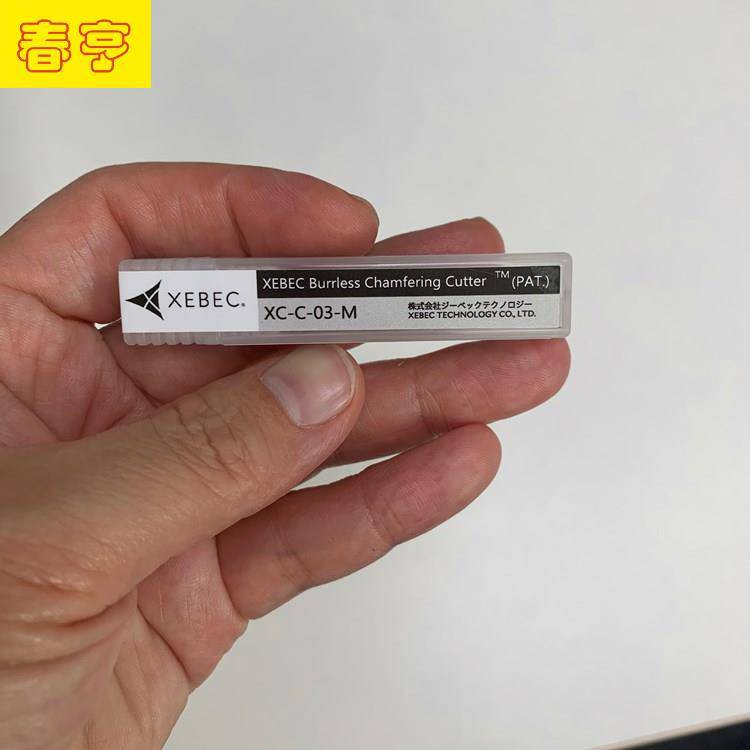 春亨
XEBEC®
XEBEC Burrless Chamfering Cutter ™ (PAT.)
XC-C-03-M
株式会社ジーベックテクノロジー
XEBEC TECHNOLOGY CO., LTD.